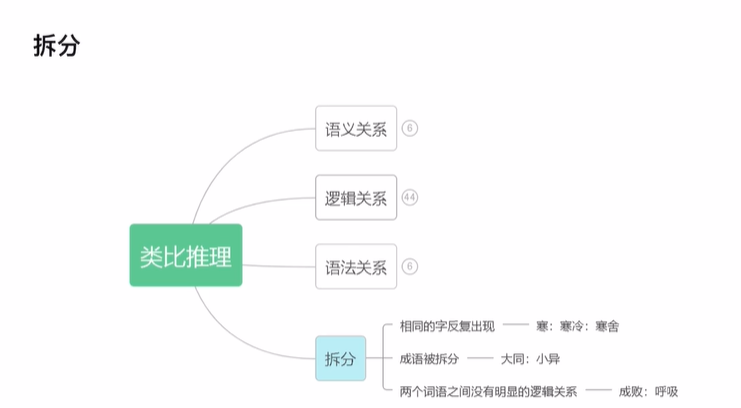 拆分
语义关系 6
逻辑关系 44
类比推理
语法关系 6
拆分
相同的字反复出现 寒：寒冷：寒舍
成语被拆分 大同：小异
两个词语之间没有明显的逻辑关系 成败：呼吸